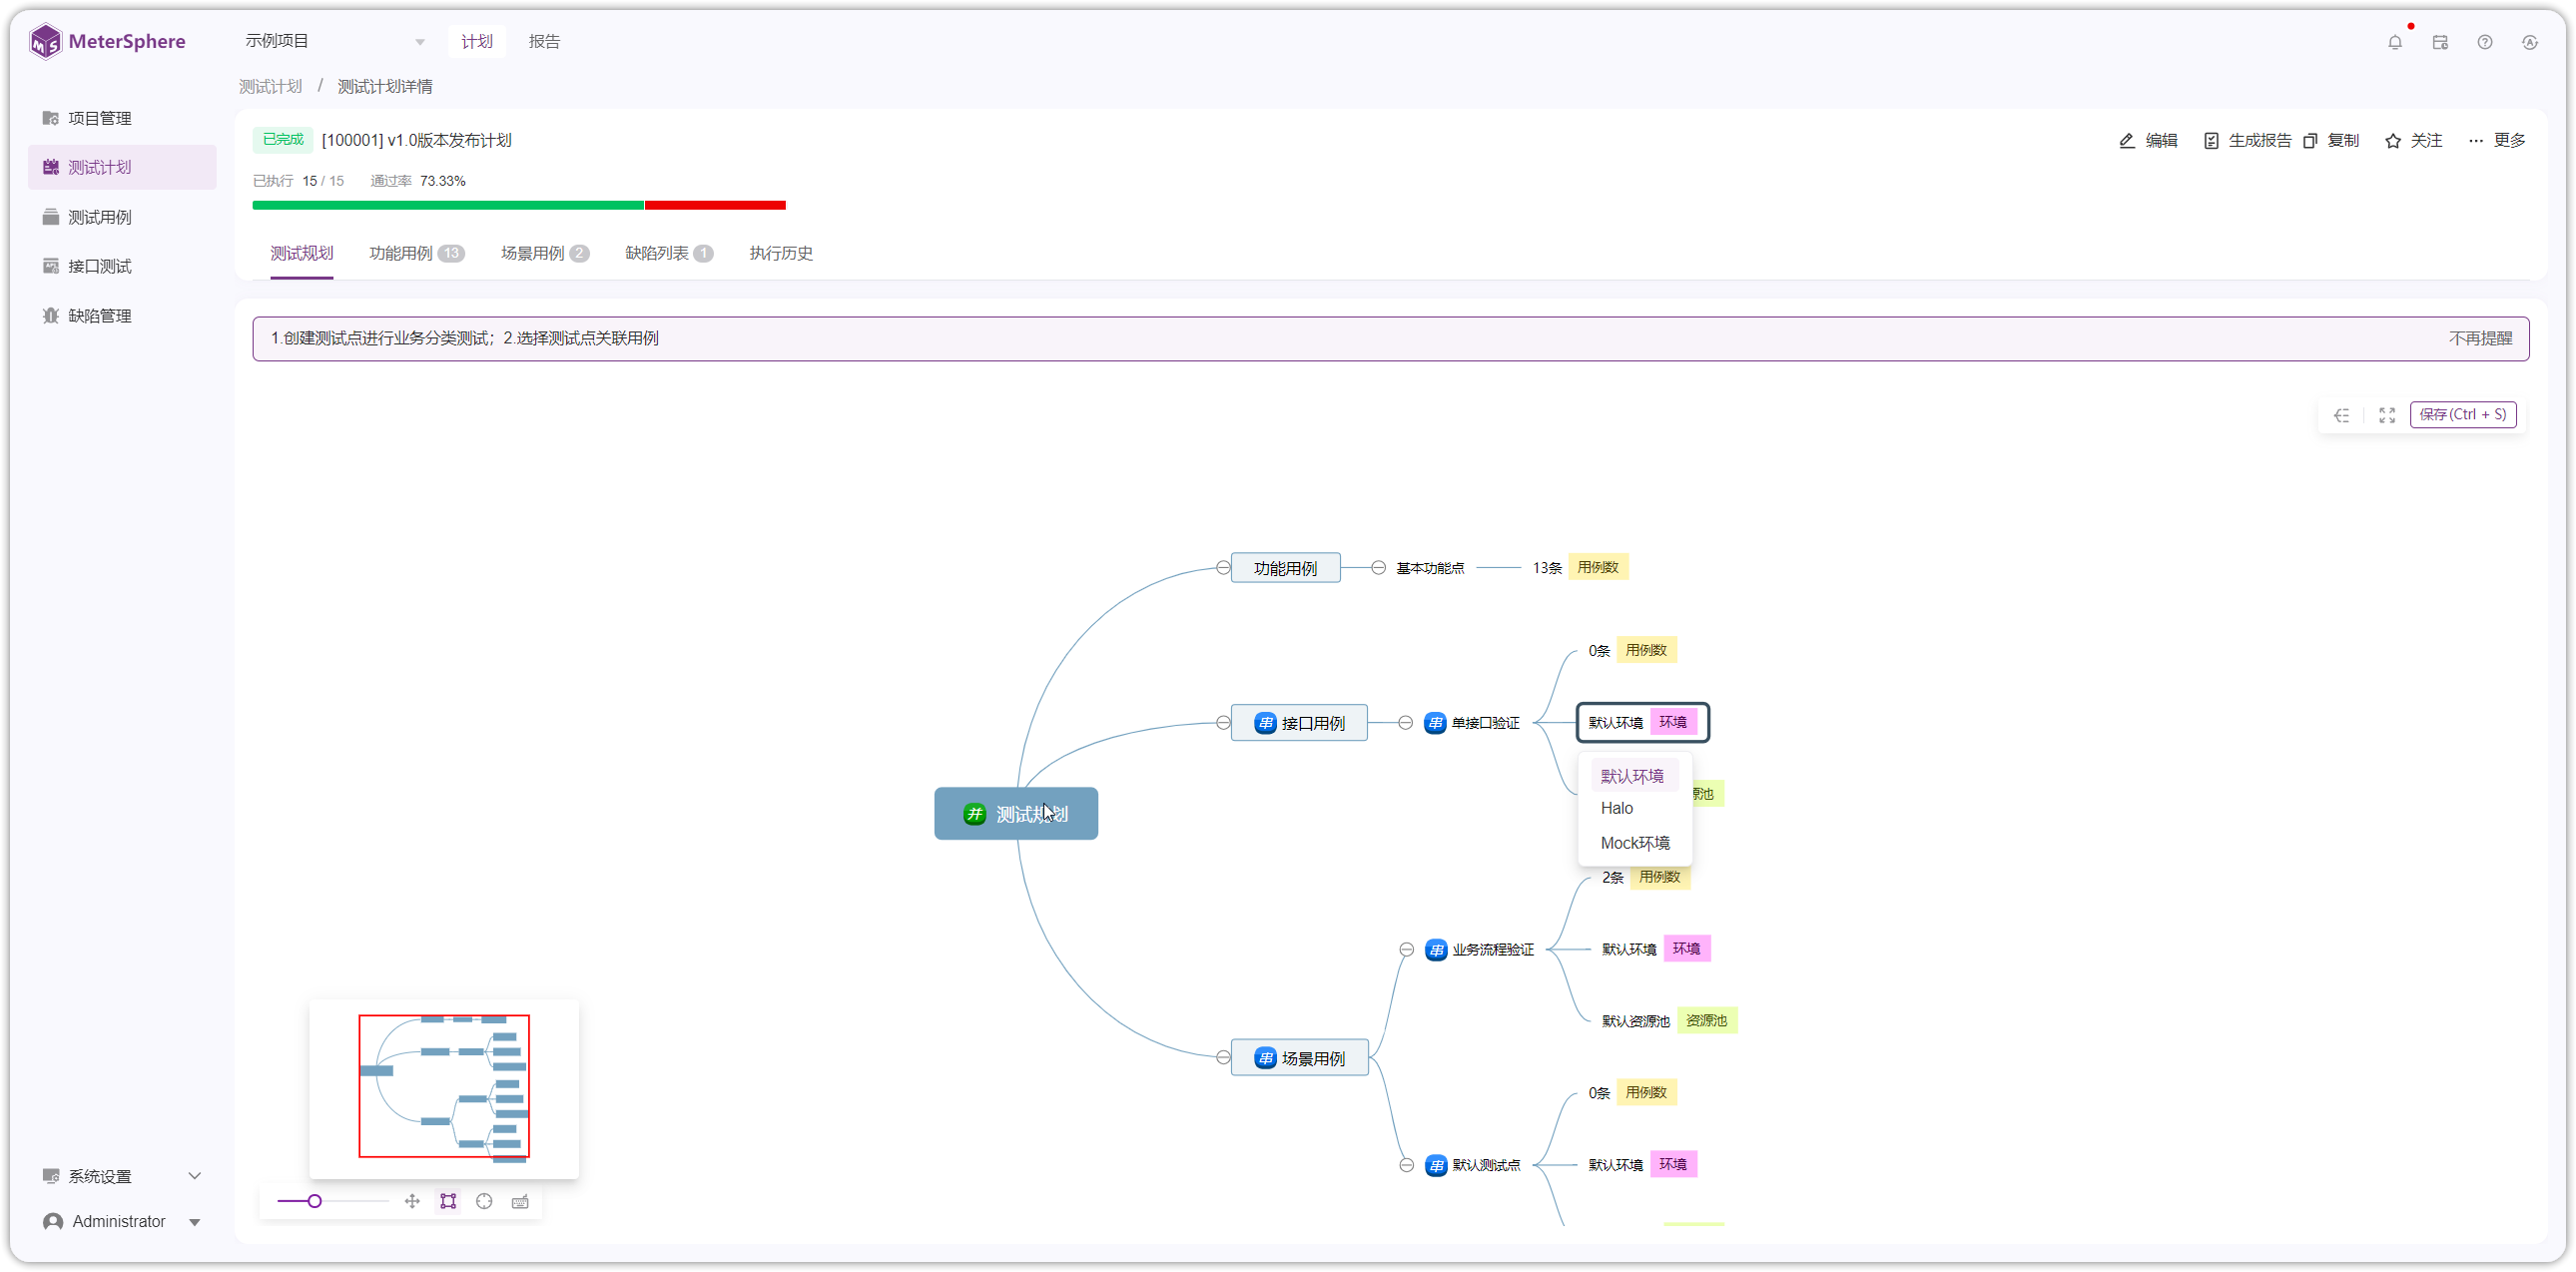 MeterSphere
示例项目
计划
报告
测试计划 / 测试计划详情
项目管理
测试计划
测试用例
接口测试
缺陷管理
已完成 [100001] v1.0版本发布计划
编辑 生成报告 复制 关注 更多
已执行 15 / 15 通过率 73.33%
测试规划 功能用例 13 场景用例 2 缺陷列表 1 执行历史
1.创建测试点进行业务分类测试；2.选择测试点关联用例 不再提醒
保存(Ctrl + S)
功能用例 基本功能点 13条 用例数
0条 用例数
串 接口用例 串 单接口验证 默认环境 环境
默认环境
Halo
Mock环境
源池
并 测试规划
2条 用例数
串 业务流程验证 默认环境 环境
默认资源池 资源池
串 场景用例
0条 用例数
串 默认测试点 默认环境 环境
系统设置
Administrator